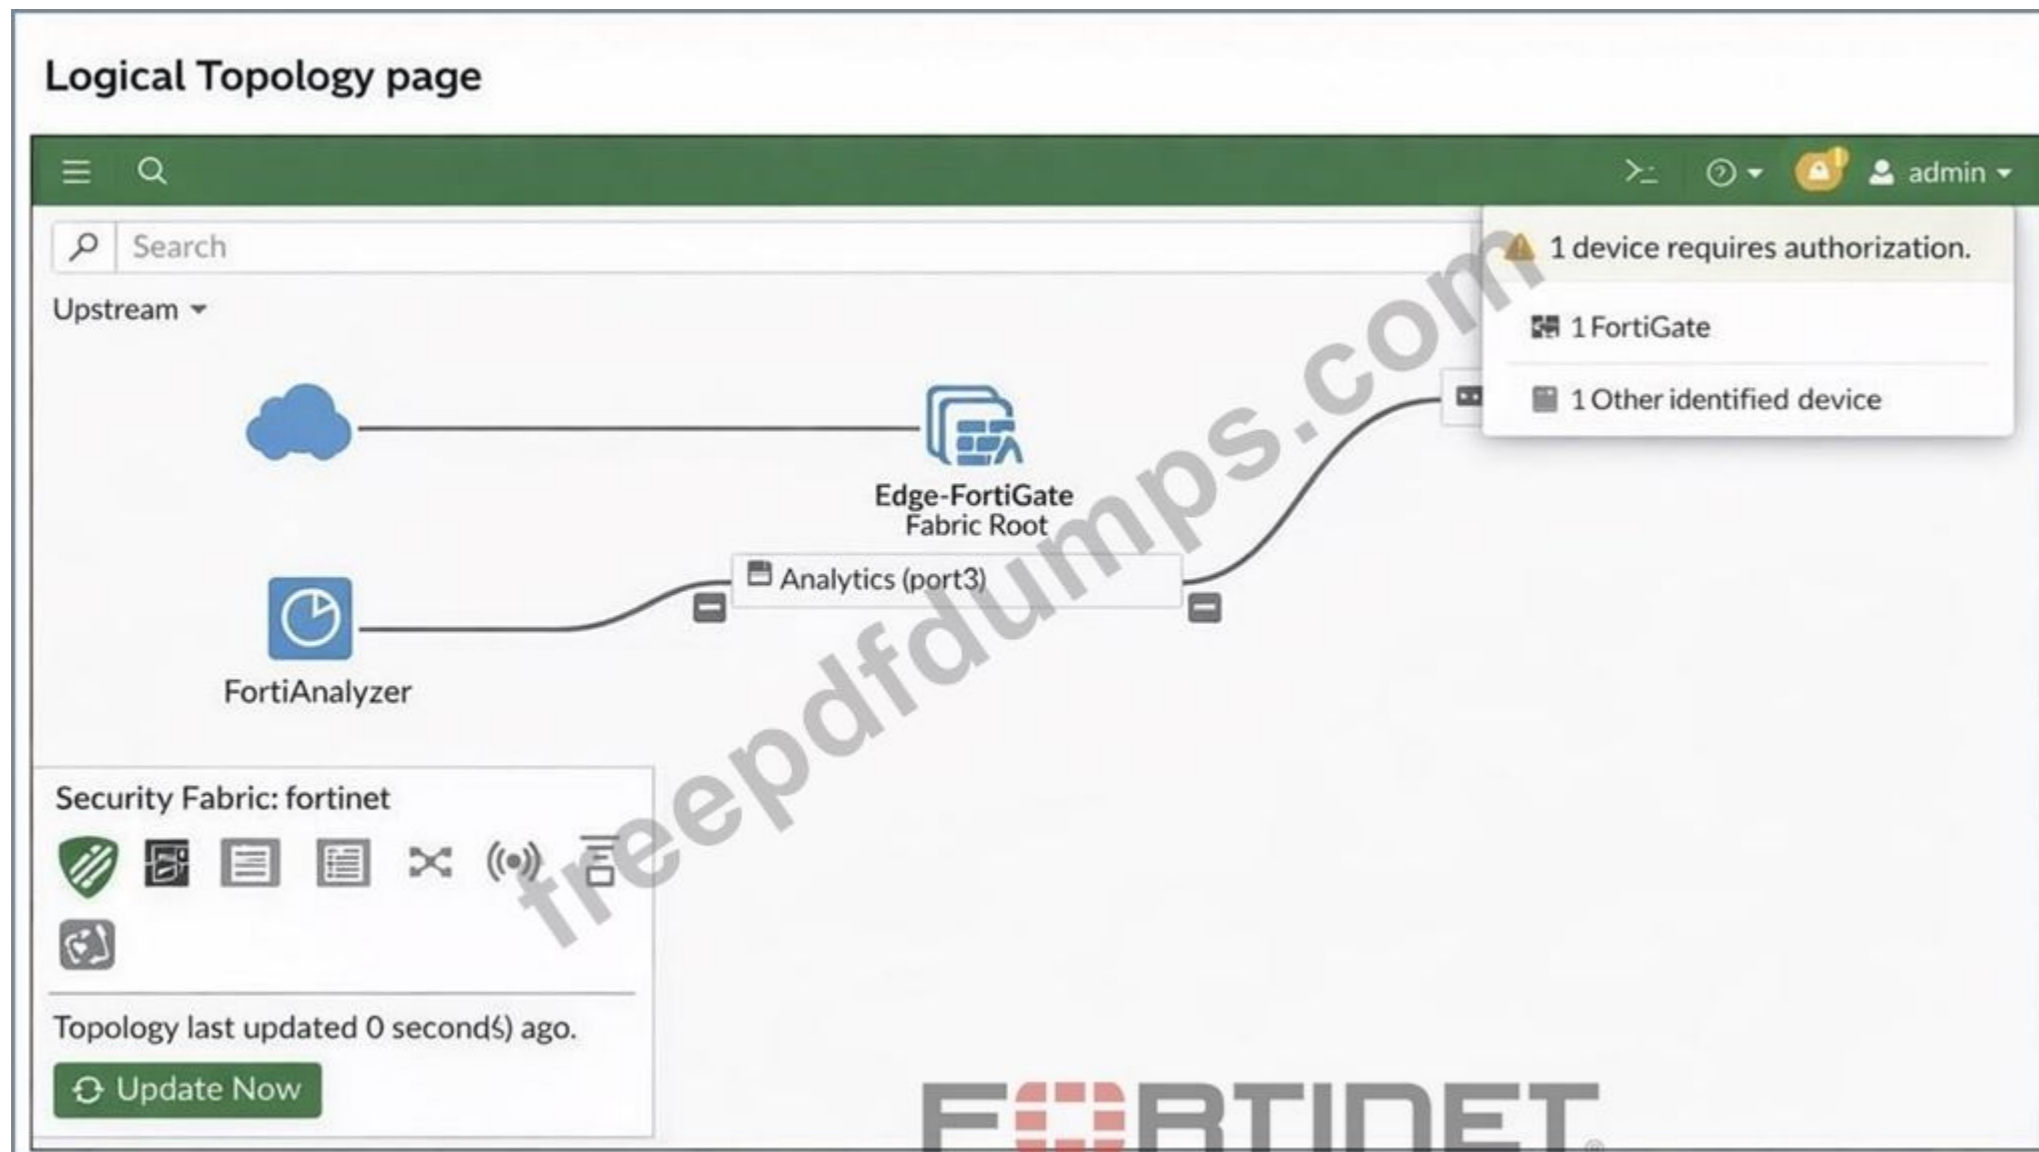 Logical Topology page
admin
Search
1 device requires authorization.
Upstream
1 FortiGate
1 Other identified device
Edge-FortiGate
Fabric Root
Analytics (port3)
FortiAnalyzer
freepdfdumps.com
Security Fabric: fortinet
Topology last updated 0 second(s) ago.
Update Now
FORTINET